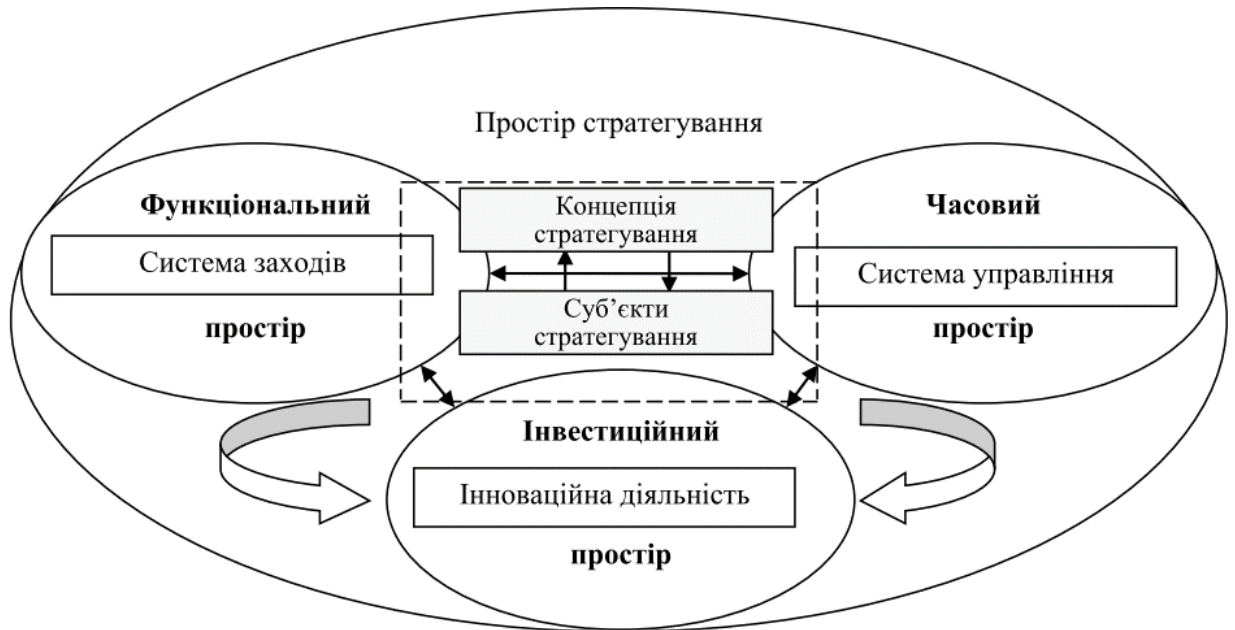 Простір стратегування
Функціональний
Система заходів
простір
Концепція
стратегування
Суб’єкти
стратегування
Часовий
Система управління
простір
Інвестиційний
Інноваційна діяльність
простір